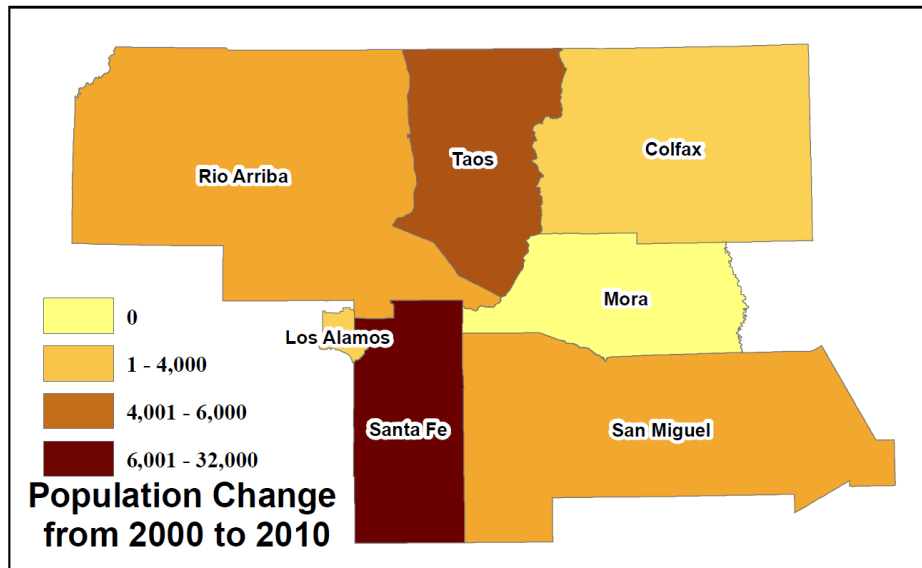 Taos
Colfax
Rio Arriba
Mora
Los Alamos
Santa Fe
San Miguel
0
1 - 4,000
4,001 - 6,000
6,001 - 32,000
Population Change
from 2000 to 2010